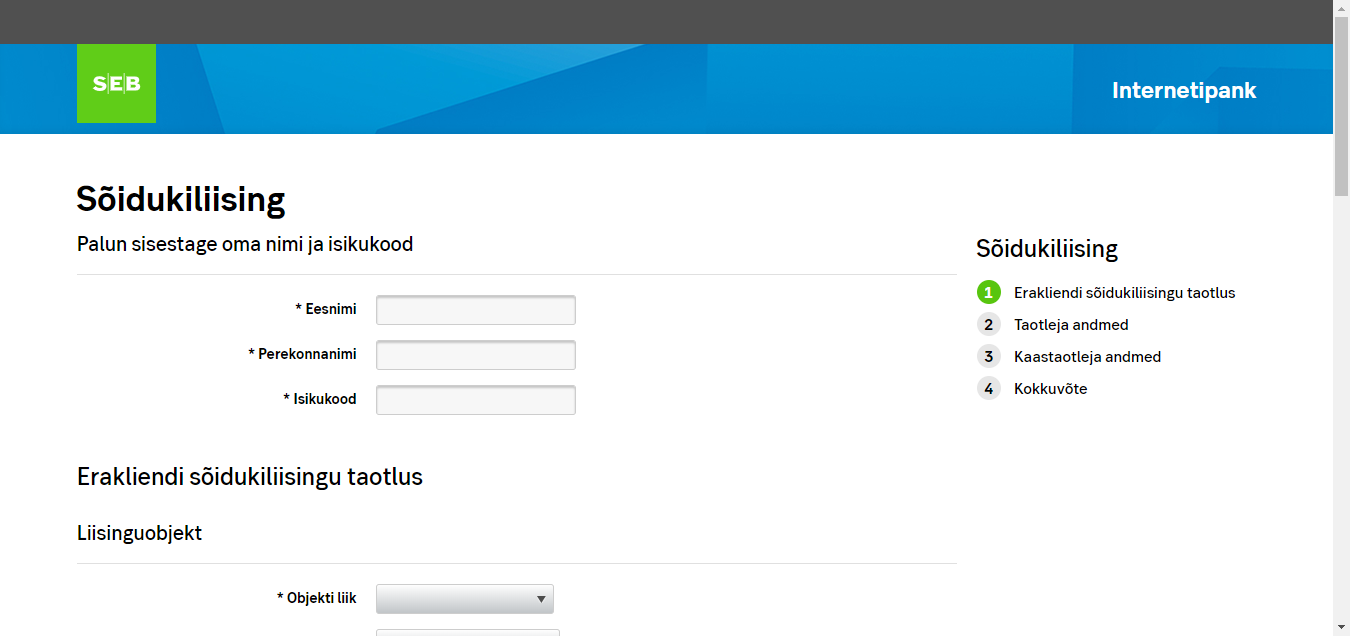 SEB
Internetipank
Sõidukiliising
Palun sisestage oma nimi ja isikukood
* Eesnimi
* Perekonnanimi
* Isikukood
Erakliendi sõidukiliisingu taotlus
Liisinguobjekt
* Objekti liik
Sõidukiliising
1 Erakliendi sõidukiliisingu taotlus
2 Taotleja andmed
3 Kaastaotleja andmed
4 Kokkuvõte